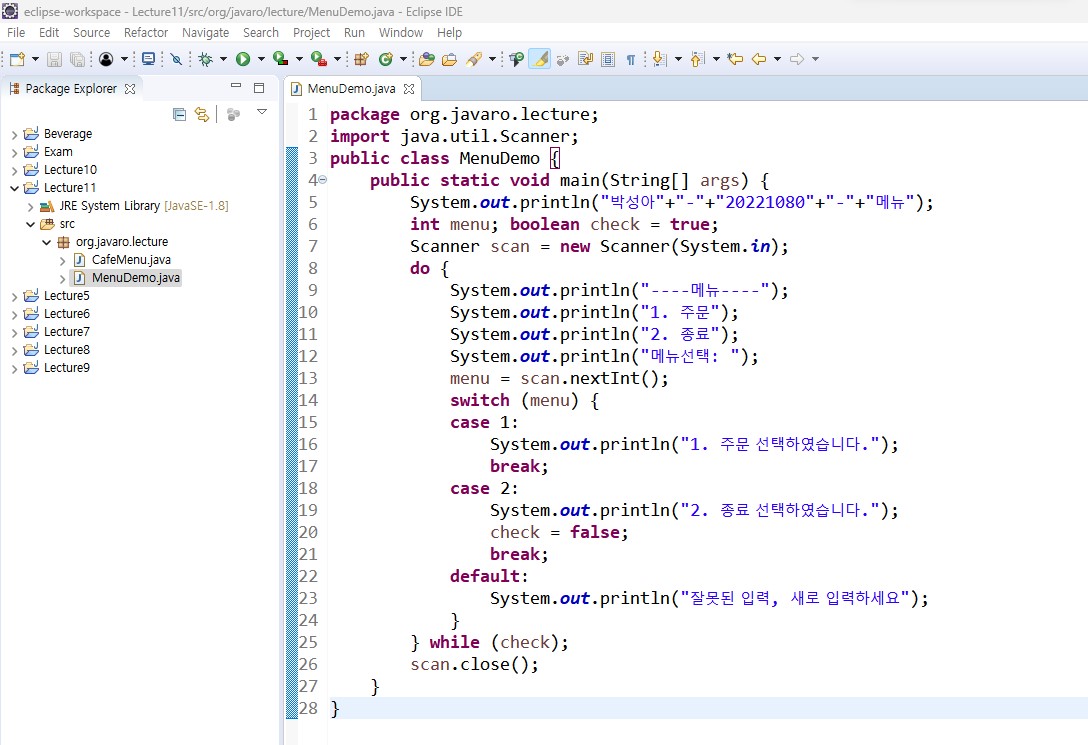 eclipse-workspace - Lecture11/src/org/javaro/lecture/MenuDemo.java - Eclipse IDE
File Edit Source Refactor Navigate Search Project Run Window Help
Package Explorer
MenuDemo.java
Beverage
Exam
Lecture10
Lecture11
JRE System Library [JavaSE-1.8]
src
org.javaro.lecture
CafeMenu.java
MenuDemo.java
Lecture5
Lecture6
Lecture7
Lecture8
Lecture9
1 package org.javaro.lecture;
2 import java.util.Scanner;
3 public class MenuDemo {
4 public static void main(String[] args) {
5 System.out.println("박성아"+"-"+"20221080"+"-"+"메뉴");
6 int menu; boolean check = true;
7 Scanner scan = new Scanner(System.in);
8 do {
9 System.out.println("----메뉴----");
10 System.out.println("1. 주문");
11 System.out.println("2. 종료");
12 System.out.println("메뉴선택: ");
13 menu = scan.nextInt();
14 switch (menu) {
15 case 1:
16 System.out.println("1. 주문 선택하였습니다.");
17 break;
18 case 2:
19 System.out.println("2. 종료 선택하였습니다.");
20 check = false;
21 break;
22 default:
23 System.out.println("잘못된 입력, 새로 입력하세요");
24 }
25 } while (check);
26 scan.close();
27 }
28 }